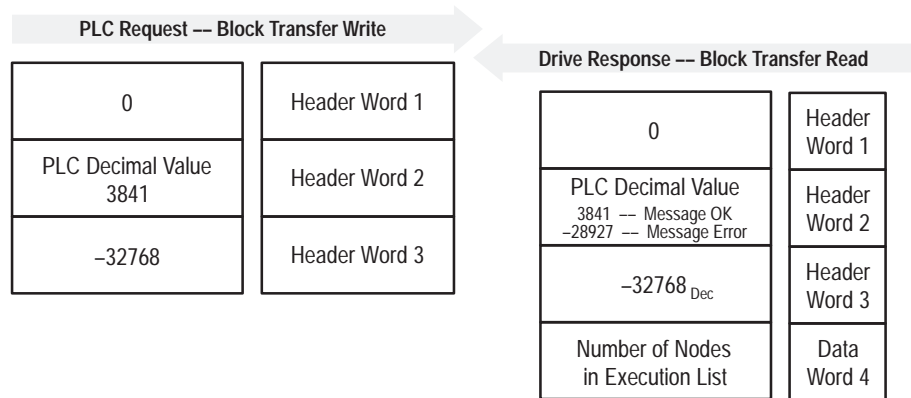 PLC Request –– Block Transfer Write
0
Header Word 1
PLC Decimal Value
3841
Header Word 2
–32768
Header Word 3
Drive Response –– Block Transfer Read
0
Header
Word 1
PLC Decimal Value
3841 –– Message OK
–28927 –– Message Error
Header
Word 2
–32768 Dec
Header
Word 3
Number of Nodes
in Execution List
Data
Word 4